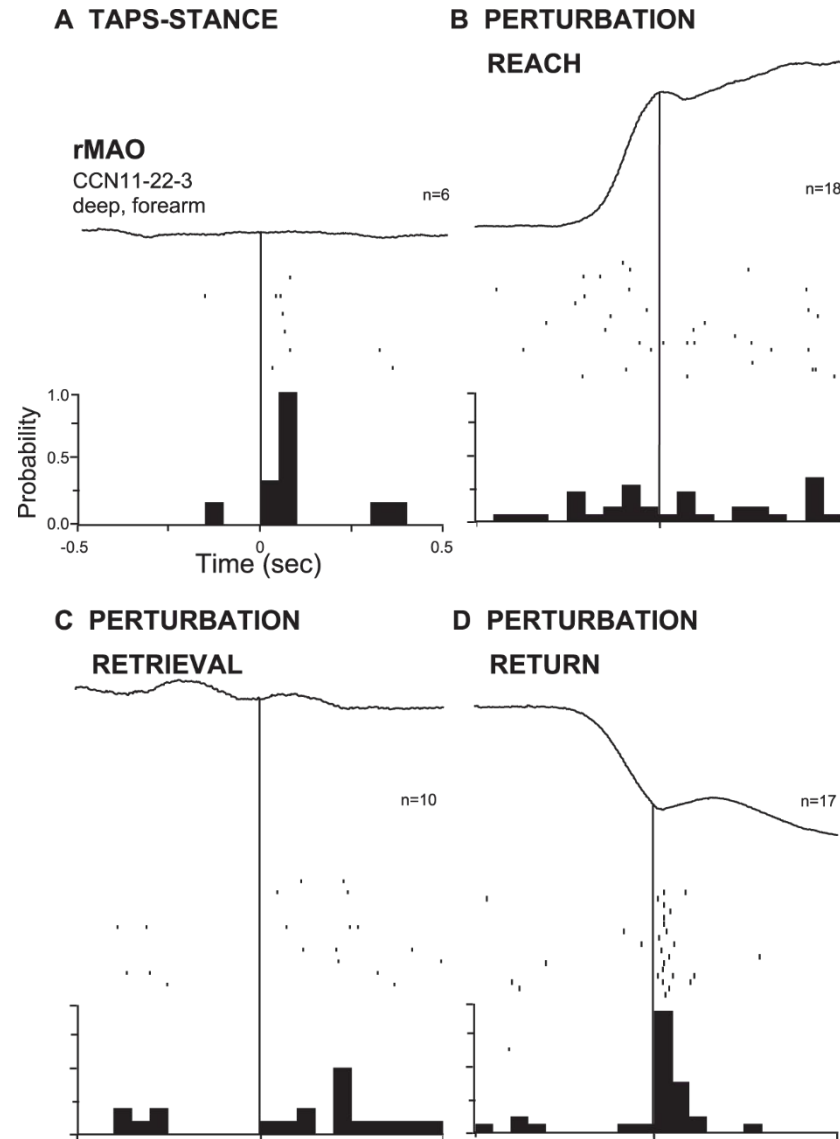 A TAPS-STANCE
B PERTURBATION
REACH
rMAO
CCN11-22-3
deep, forearm
n=6
n=18
1.0
0.5
0.0
Probability
-0.5
0
0.5
Time (sec)
C PERTURBATION
RETRIEVAL
D PERTURBATION
RETURN
n=10
n=17